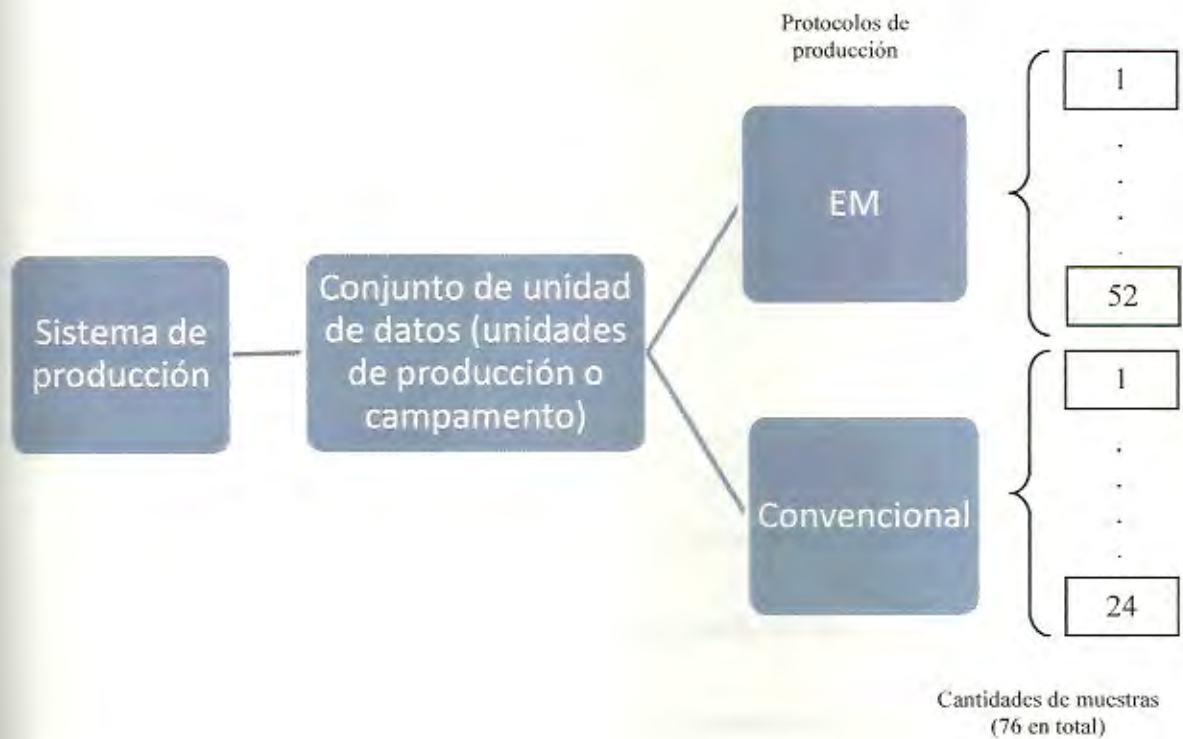 Protocolos de
producción
1
.
.
.
.
52
EM
Sistema de
producción
Conjunto de unidad
de datos (unidades
de producción o
campamento)
Convencional
1
.
.
.
.
24
Cantidades de muestras
(76 en total)